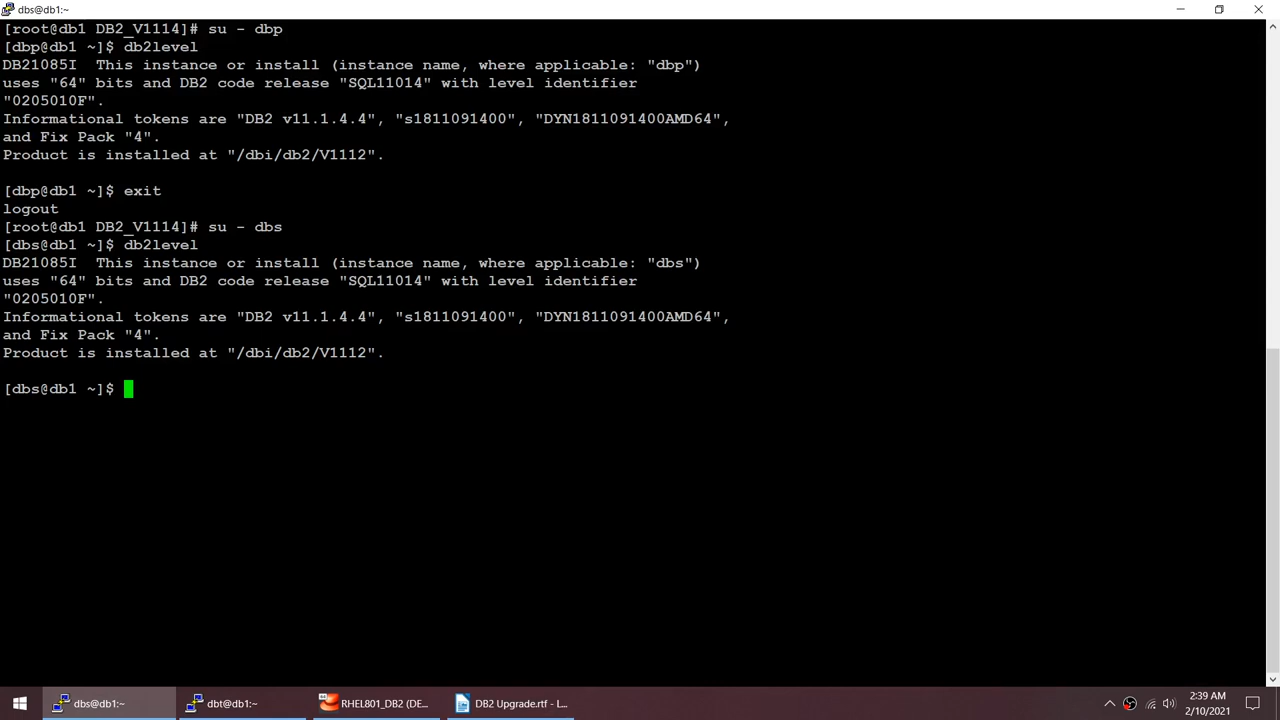 dbs@db1:~
[root@db1 DB2_V1114]# su - dbp
[dbp@db1 ~]$ db2level
DB21085I  This instance or install (instance name, where applicable: "dbp")
uses "64" bits and DB2 code release "SQL11014" with level identifier
"0205010F".
Informational tokens are "DB2 v11.1.4.4", "s1811091400", "DYN1811091400AMD64",
and Fix Pack "4".
Product is installed at "/dbi/db2/V1112".
[dbp@db1 ~]$ exit
logout
[root@db1 DB2_V1114]# su - dbs
[dbs@db1 ~]$ db2level
DB21085I  This instance or install (instance name, where applicable: "dbs")
uses "64" bits and DB2 code release "SQL11014" with level identifier
"0205010F".
Informational tokens are "DB2 v11.1.4.4", "s1811091400", "DYN1811091400AMD64",
and Fix Pack "4".
Product is installed at "/dbi/db2/V1112".
[dbs@db1 ~]$
dbs@db1:~
dbt@db1:~
RHEL801_DB2 (DE...
DB2 Upgrade.rtf - L...
2:39 AM
2/10/2021